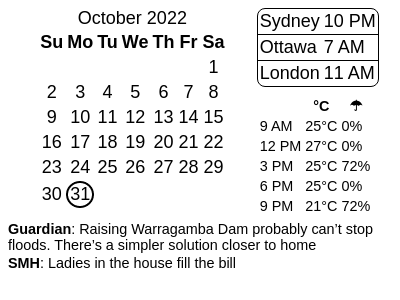 October 2022
Su Mo Tu We Th Fr Sa
1
2 3 4 5 6 7 8
9 10 11 12 13 14 15
16 17 18 19 20 21 22
23 24 25 26 27 28 29
30 31
Sydney 10 PM
Ottawa 7 AM
London 11 AM
°C ☂
9 AM 25°C 0%
12 PM 27°C 0%
3 PM 25°C 72%
6 PM 25°C 0%
9 PM 21°C 72%
Guardian: Raising Warragamba Dam probably can’t stop
floods. There’s a simpler solution closer to home
SMH: Ladies in the house fill the bill